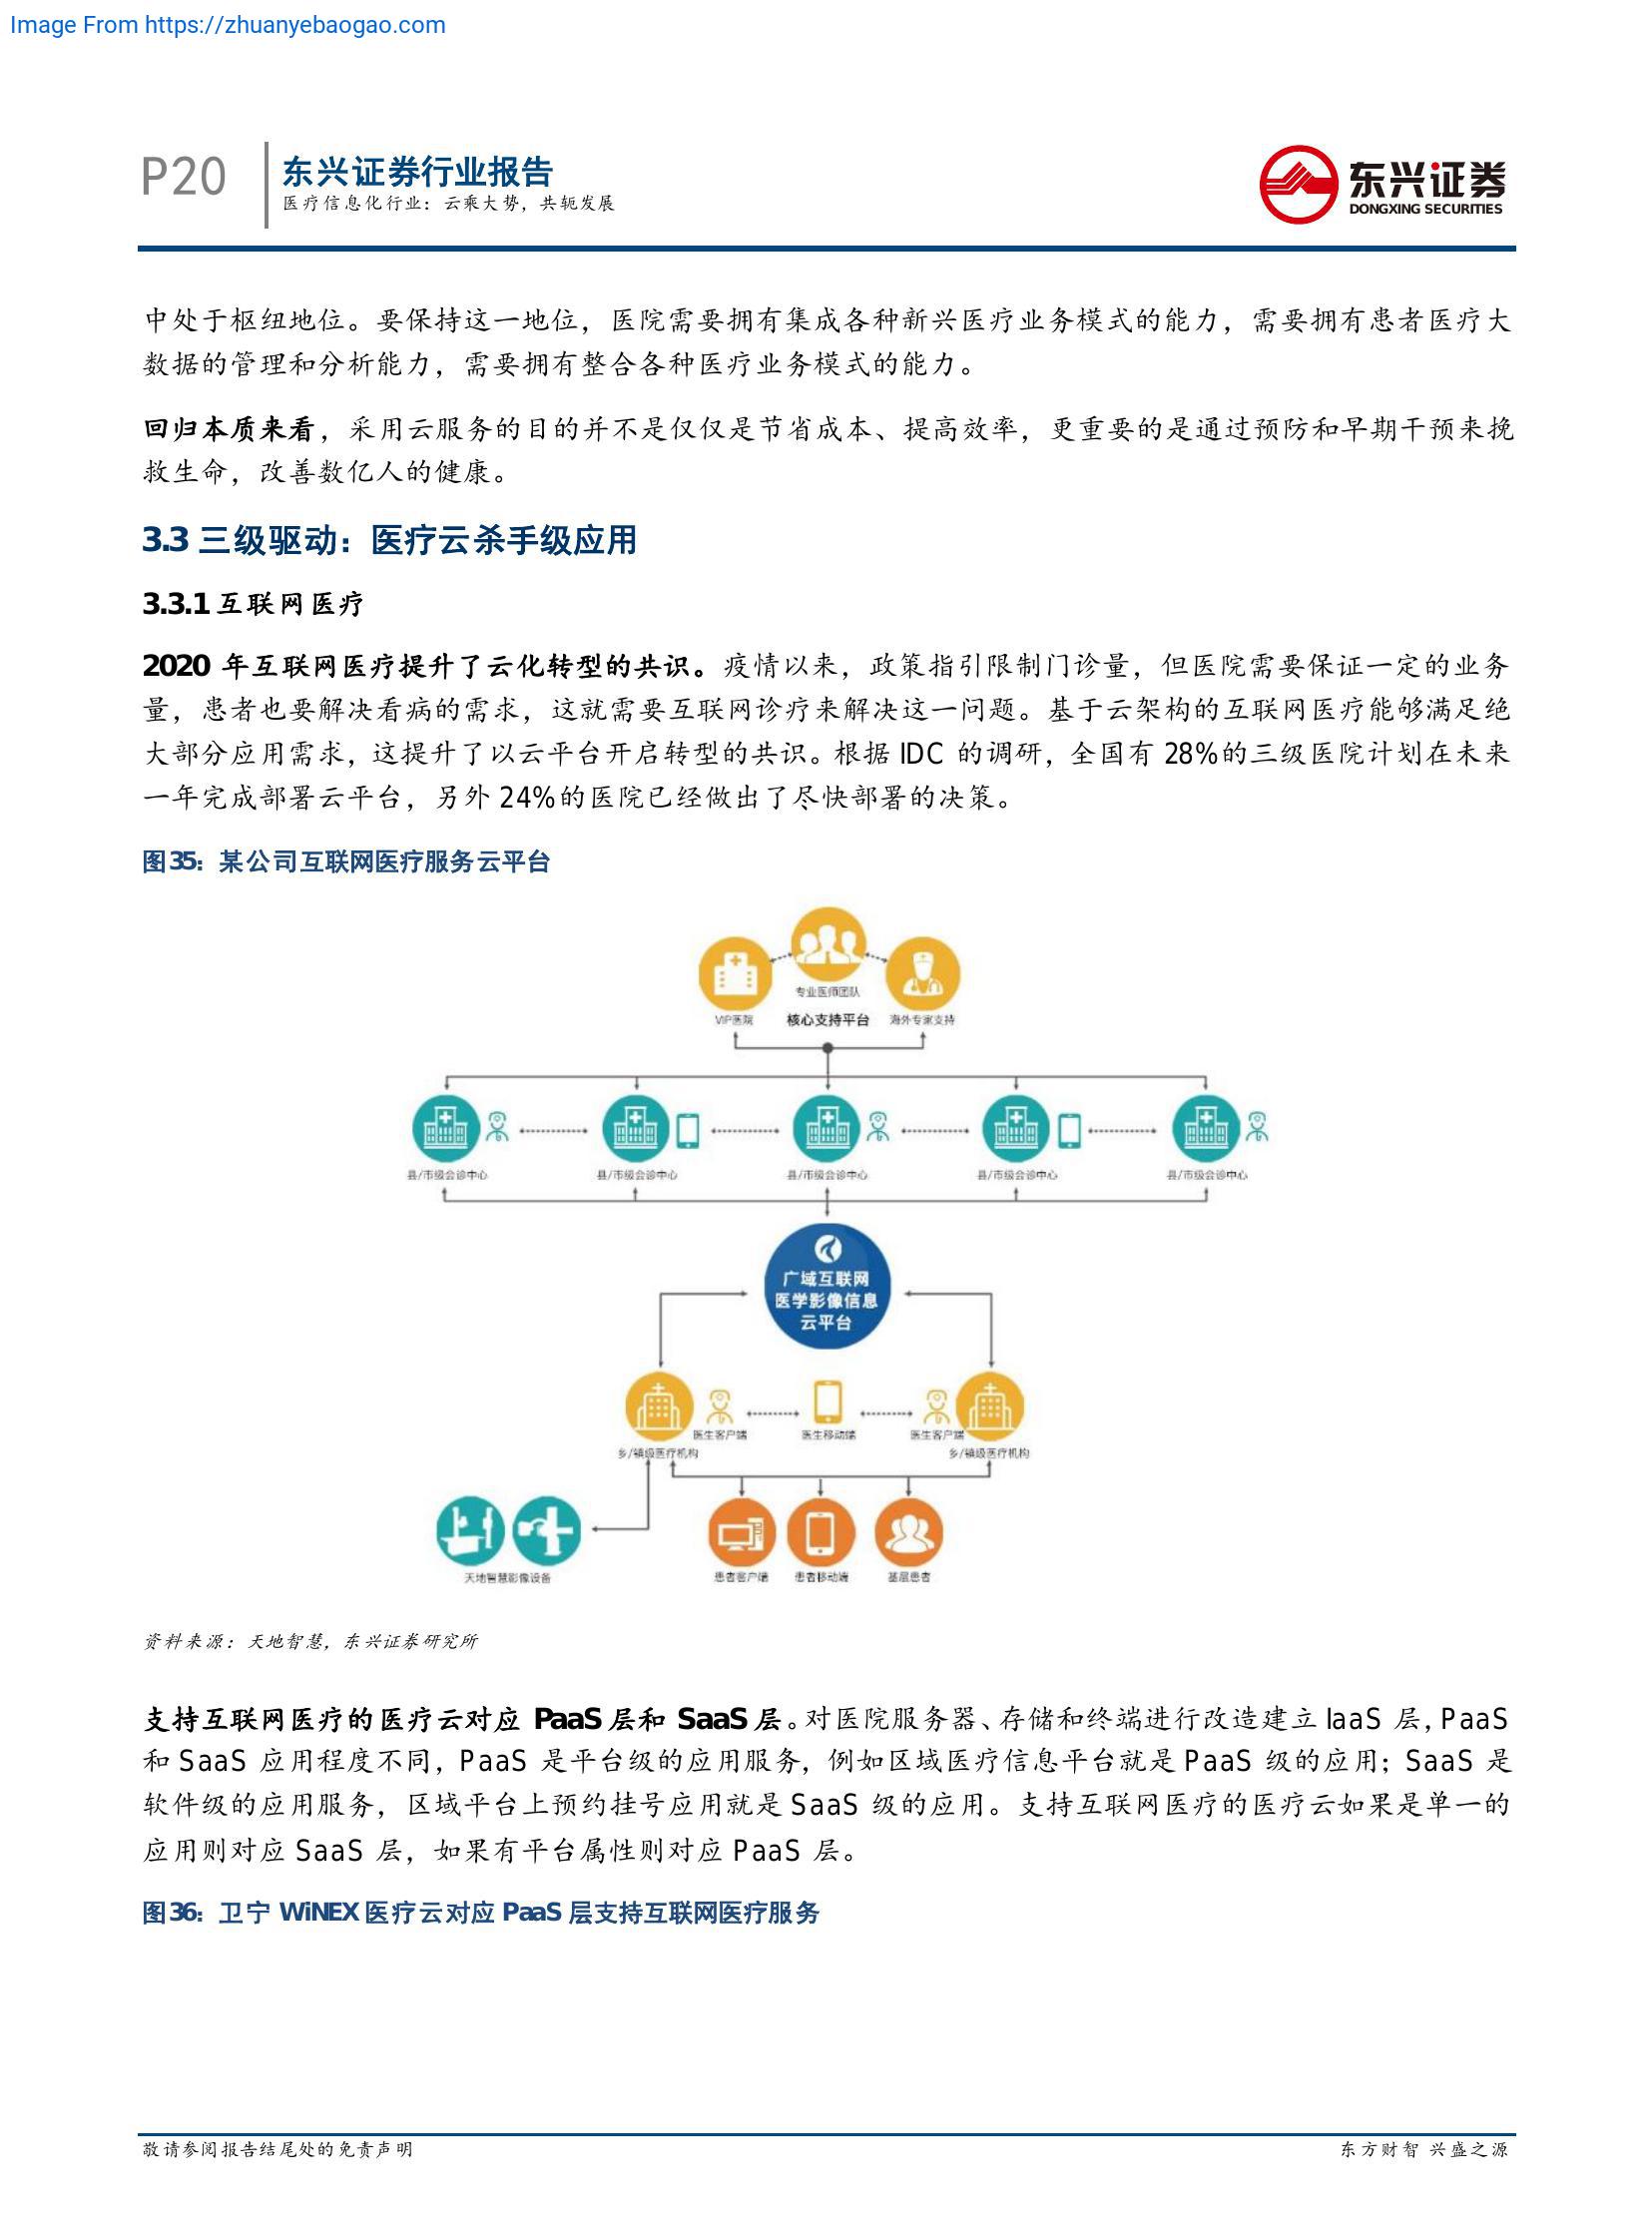 Image From https://zhuanyebaogao.com
P20
东兴证券行业报告
医疗信息化行业：云乘大势，共轭发展
东兴证券
DONGXING SECURITIES
中处于枢纽地位。要保持这一地位，医院需要拥有集成各种新兴医疗业务模式的能力，需要拥有患者医疗大
数据的管理和分析能力，需要拥有整合各种医疗业务模式的能力。
回归本质来看，采用云服务的目的并不是仅仅是节省成本、提高效率，更重要的是通过预防和早期干预来挽
救生命，改善数亿人的健康。
3.3 三级驱动：医疗云杀手级应用
3.3.1 互联网医疗
2020 年互联网医疗提升了云化转型的共识。疫情以来，政策指引限制门诊量，但医院需要保证一定的业务
量，患者也要解决看病的需求，这就需要互联网诊疗来解决这一问题。基于云架构的互联网医疗能够满足绝
大部分应用需求，这提升了以云平台开启转型的共识。根据 IDC 的调研，全国有 28%的三级医院计划在未来
一年完成部署云平台，另外 24%的医院已经做出了尽快部署的决策。
图35：某公司互联网医疗服务云平台
专业医师团队
VIP医院 核心支持平台 海外专家支持
县/市级会诊中心 县/市级会诊中心 县/市级会诊中心 县/市级会诊中心 县/市级会诊中心
广域互联网
医学影像信息
云平台
医生客户端 医生移动端 医生客户端
乡/镇级医疗机构 乡/镇级医疗机构
天地智慧影像设备 患者客户端 患者移动端 基层患者
资料来源：天地智慧，东兴证券研究所
支持互联网医疗的医疗云对应 PaaS 层和 SaaS 层。对医院服务器、存储和终端进行改造建立 IaaS 层，PaaS
和 SaaS 应用程度不同，PaaS 是平台级的应用服务，例如区域医疗信息平台就是 PaaS 级的应用；SaaS 是
软件级的应用服务，区域平台上预约挂号应用就是 SaaS 级的应用。支持互联网医疗的医疗云如果是单一的
应用则对应 SaaS 层，如果有平台属性则对应 PaaS 层。
图36：卫宁 WiNEX 医疗云对应 PaaS 层支持互联网医疗服务
敬请参阅报告结尾处的免责声明
东方财智 兴盛之源